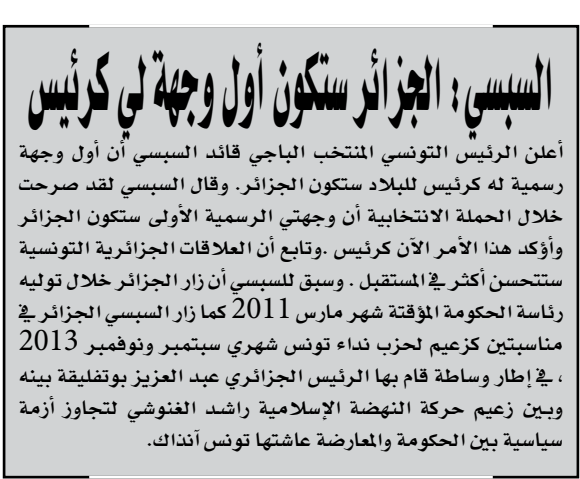 السبسي : الجزائر ستكون أول وجهة لي كرئيس
أعلن الرئيس التونسي المنتخب الباجي قائد السبسي أن أول وجهة
رسمية له كرئيس للبلاد ستكون الجزائر. وقال السبسي لقد صرحت
خلال الحملة الانتخابية أن وجهتي الرسمية الأولى ستكون الجزائر
وأؤكد هذا الأمر الآن كرئيس .وتابع أن العلاقات الجزائرية التونسية
ستتحسن أكثر في المستقبل . وسبق للسبسي أن زار الجزائر خلال توليه
رئاسة الحكومة المؤقتة شهر مارس 2011 كما زار السبسي الجزائر في
مناسبتين كزعيم لحزب نداء تونس شهري سبتمبر ونوفمبر 2013
، في إطار وساطة قام بها الرئيس الجزائري عبد العزيز بوتفليقة بينه
وبين زعيم حركة النهضة الإسلامية راشد الغنوشي لتجاوز أزمة
سياسية بين الحكومة والمعارضة عاشتها تونس آنذاك.